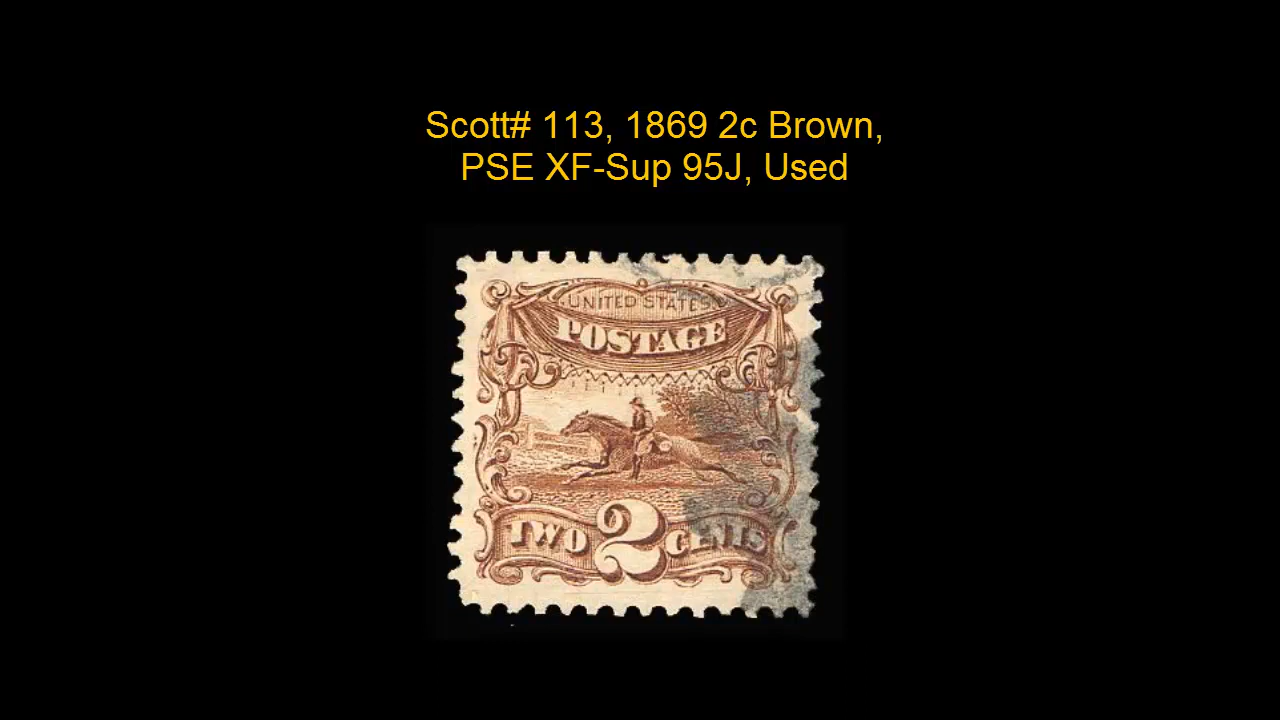 Scott# 113, 1869 2c Brown,
PSE XF-Sup 95J, Used
UNITED STATES
POSTAGE
TWO 2 CENTS